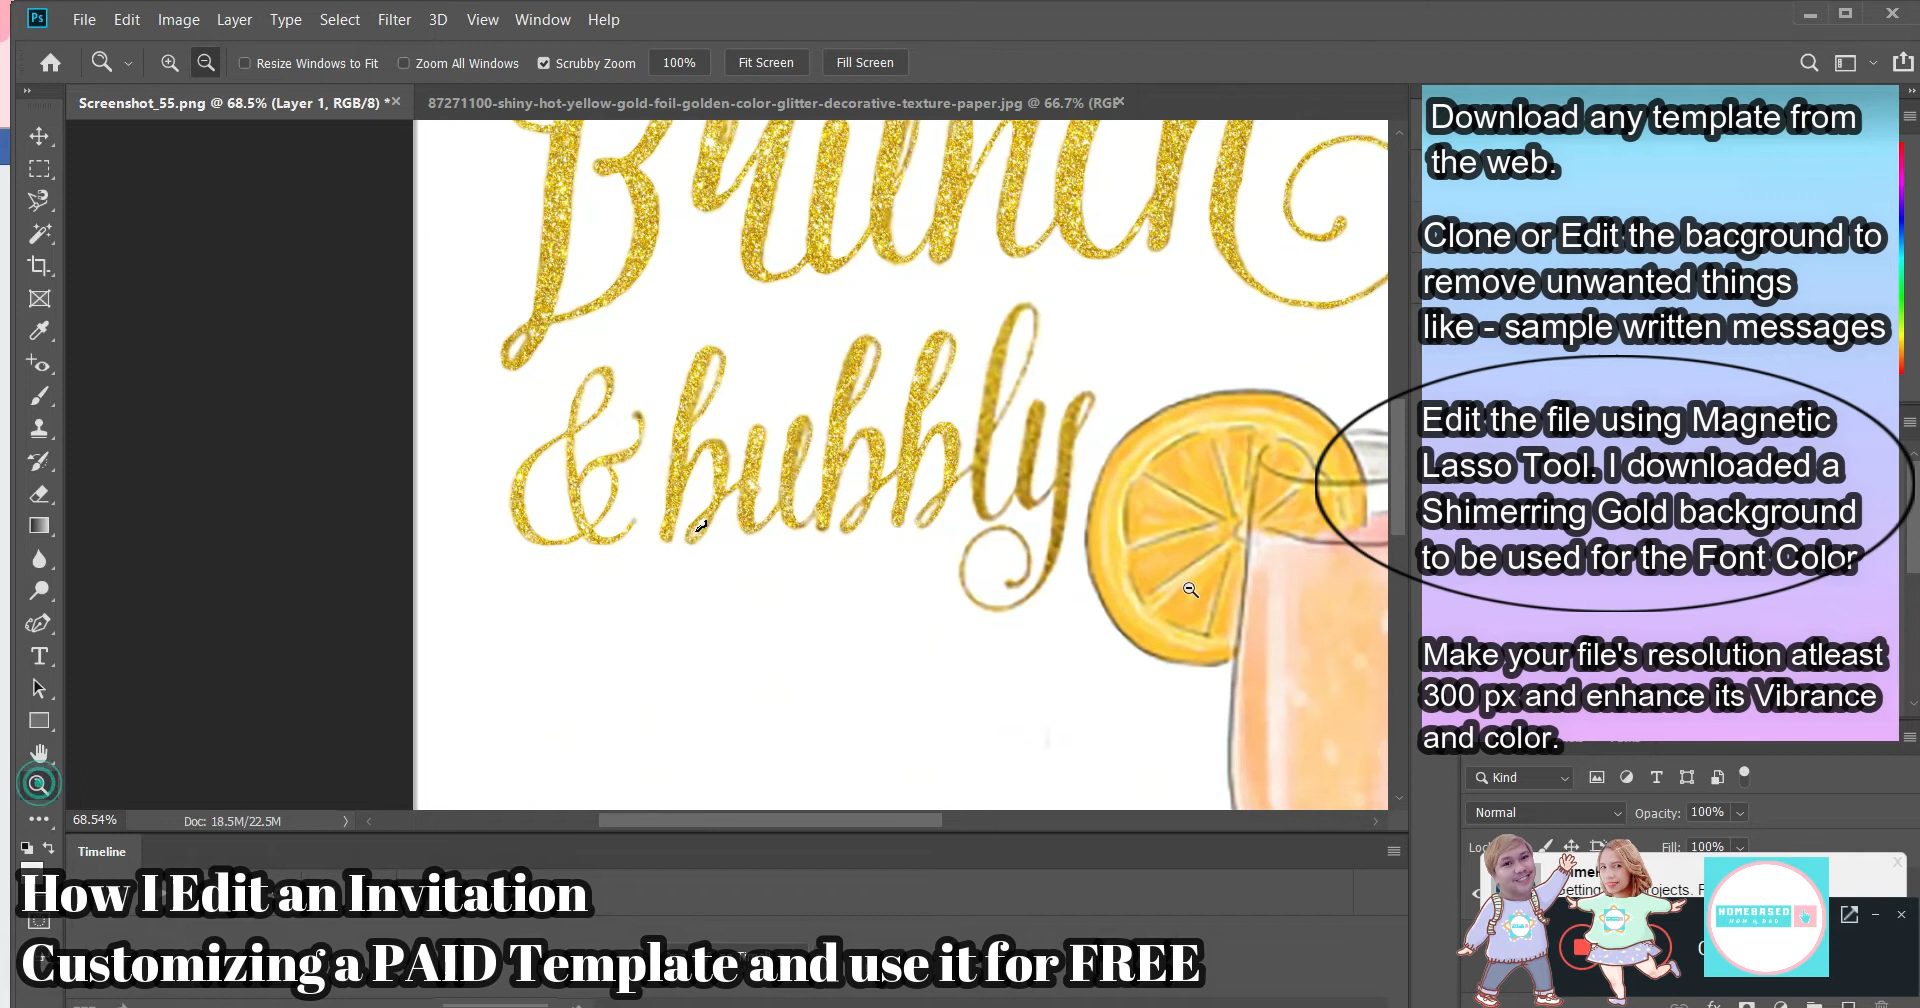 Ps File Edit Image Layer Type Select Filter 3D View Window Help
Resize Windows to Fit Zoom All Windows Scrubby Zoom 100% Fit Screen Fill Screen
Screenshot_55.png @ 68.5% (Layer 1, RGB/8) *
87271100-shiny-hot-yellow-gold-foil-golden-color-glitter-decorative-texture-paper.jpg @ 66.7% (RGB
Brunch
& bubbly
Download any template from
the web.
Clone or Edit the bacground to
remove unwanted things
like - sample written messages
Edit the file using Magnetic
Lasso Tool. I downloaded a
Shimerring Gold background
to be used for the Font Color
Make your file's resolution atleast
300 px and enhance its Vibrance
and color.
Kind
Normal Opacity: 100%
Fill: 100%
68.54% Doc: 18.5M/22.5M
Timeline
HOMEBASED
MOM & DAD
How I Edit an Invitation
Customizing a PAID Template and use it for FREE